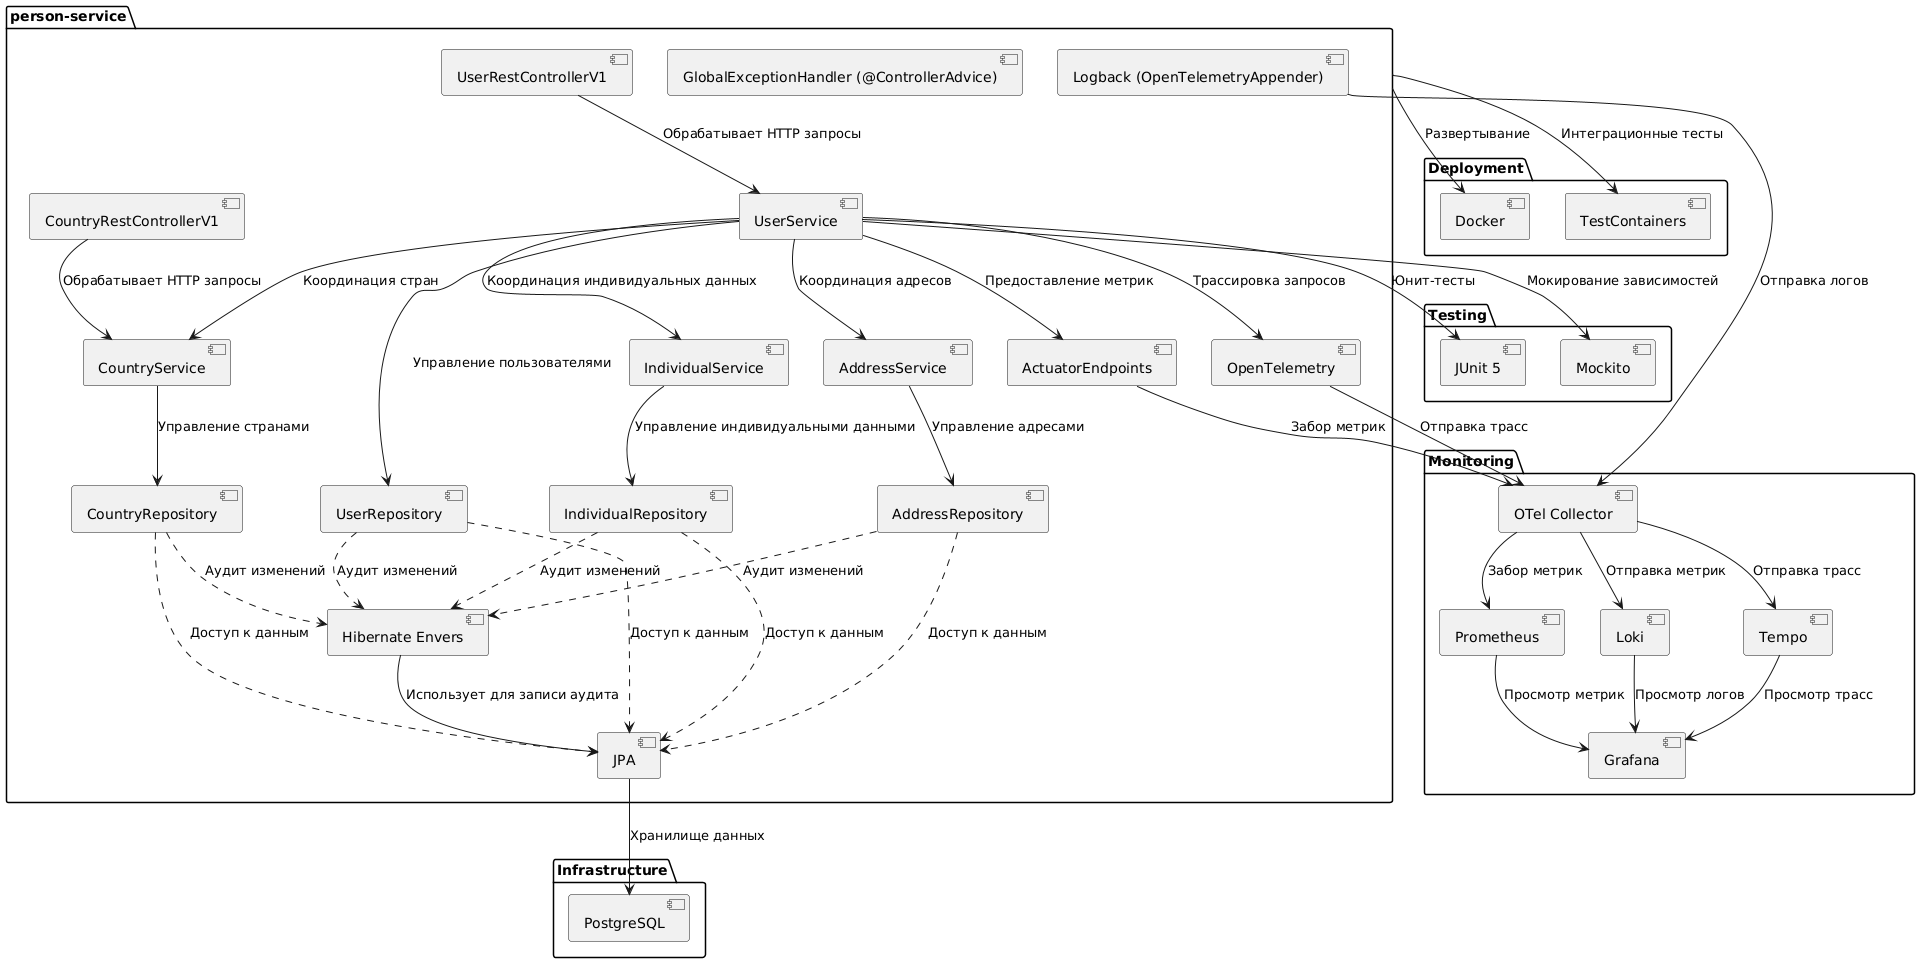 person-service
UserRestControllerV1
GlobalExceptionHandler (@ControllerAdvice)
Logback (OpenTelemetryAppender)
Обрабатывает HTTP запросы
Развертывание
Интеграционные тесты
Deployment
Docker
TestContainers
CountryRestControllerV1
UserService
Обрабатывает HTTP запросы
Координация стран
Координация индивидуальных данных
Координация адресов
Предоставление метрик
Трассировка запросов
Юнит-тесты
Мокирование зависимостей
Отправка логов
Testing
JUnit 5
Mockito
CountryService
Управление пользователями
IndividualService
AddressService
ActuatorEndpoints
OpenTelemetry
Управление странами
Управление индивидуальными данными
Управление адресами
Забор метрик
Отправка трасс
Monitoring
CountryRepository
UserRepository
IndividualRepository
AddressRepository
OTel Collector
Аудит изменений
Аудит изменений
Аудит изменений
Аудит изменений
Забор метрик
Отправка метрик
Отправка трасс
Доступ к данным
Hibernate Envers
Доступ к данным
Доступ к данным
Доступ к данным
Prometheus
Loki
Tempo
Использует для записи аудита
Просмотр метрик
Просмотр логов
Просмотр трасс
JPA
Grafana
Хранилище данных
Infrastructure
PostgreSQL